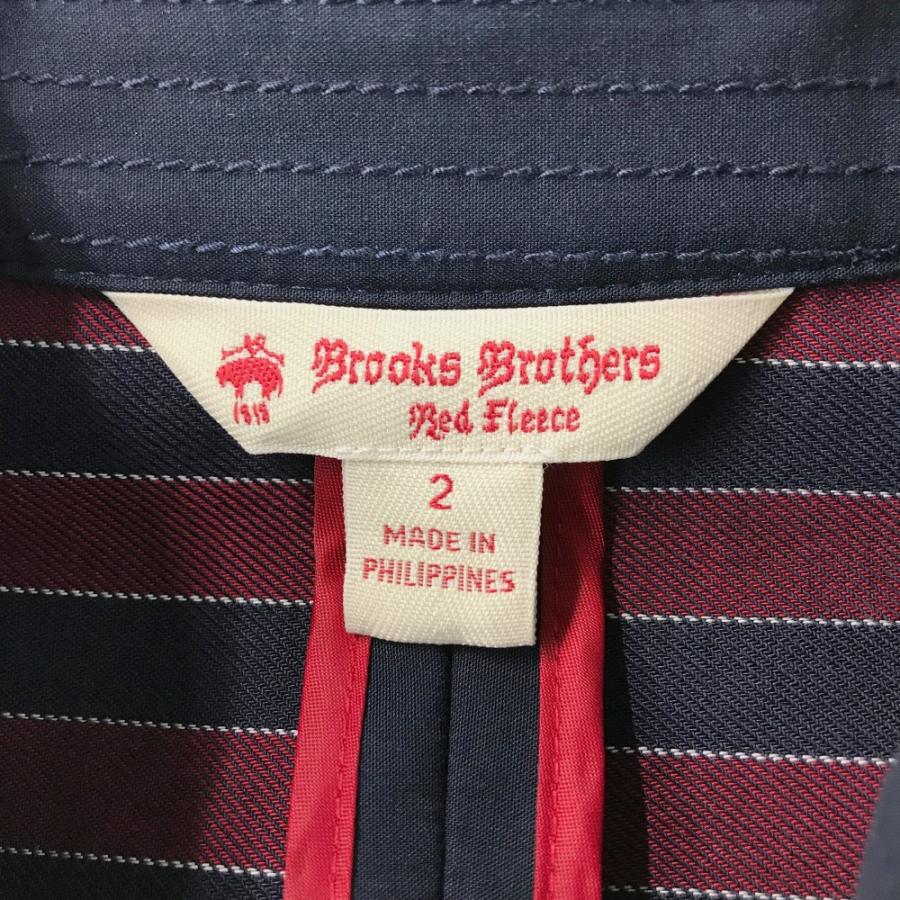 Brooks Brothers
Red Fleece
1818
2
MADE IN
PHILIPPINES